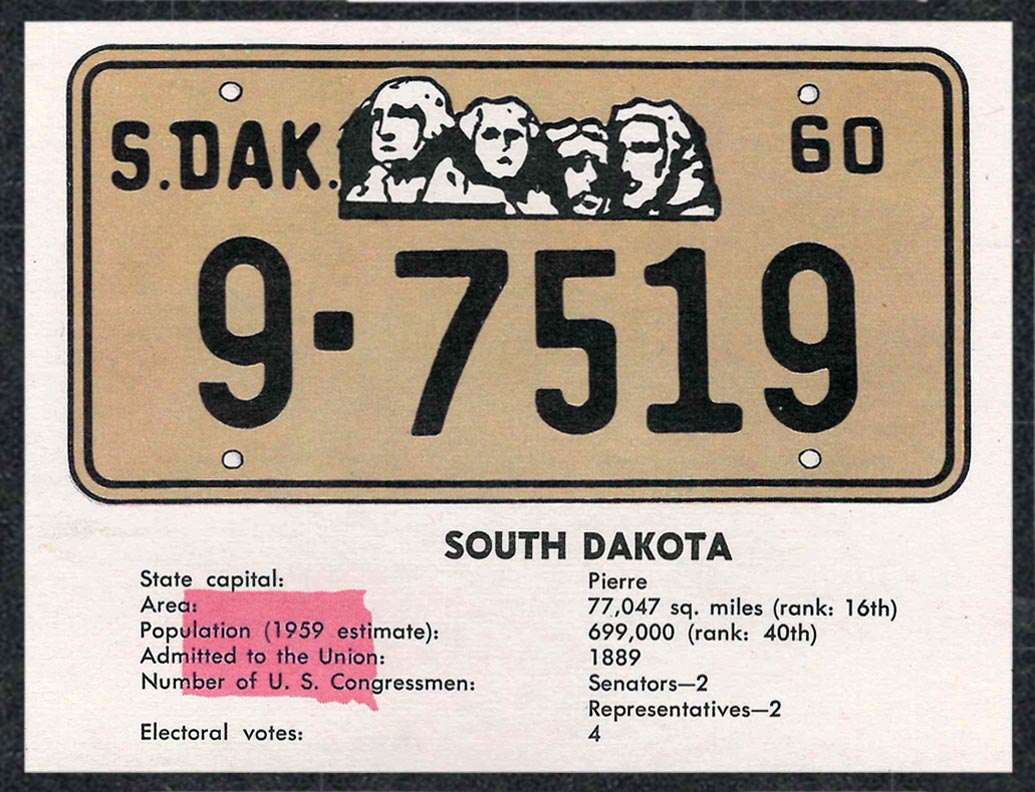 S.DAK. 60
9-7519
SOUTH DAKOTA
State capital: Pierre
Area: 77,047 sq. miles (rank: 16th)
Population (1959 estimate): 699,000 (rank: 40th)
Admitted to the Union: 1889
Number of U. S. Congressmen: Senators—2
Representatives—2
Electoral votes: 4